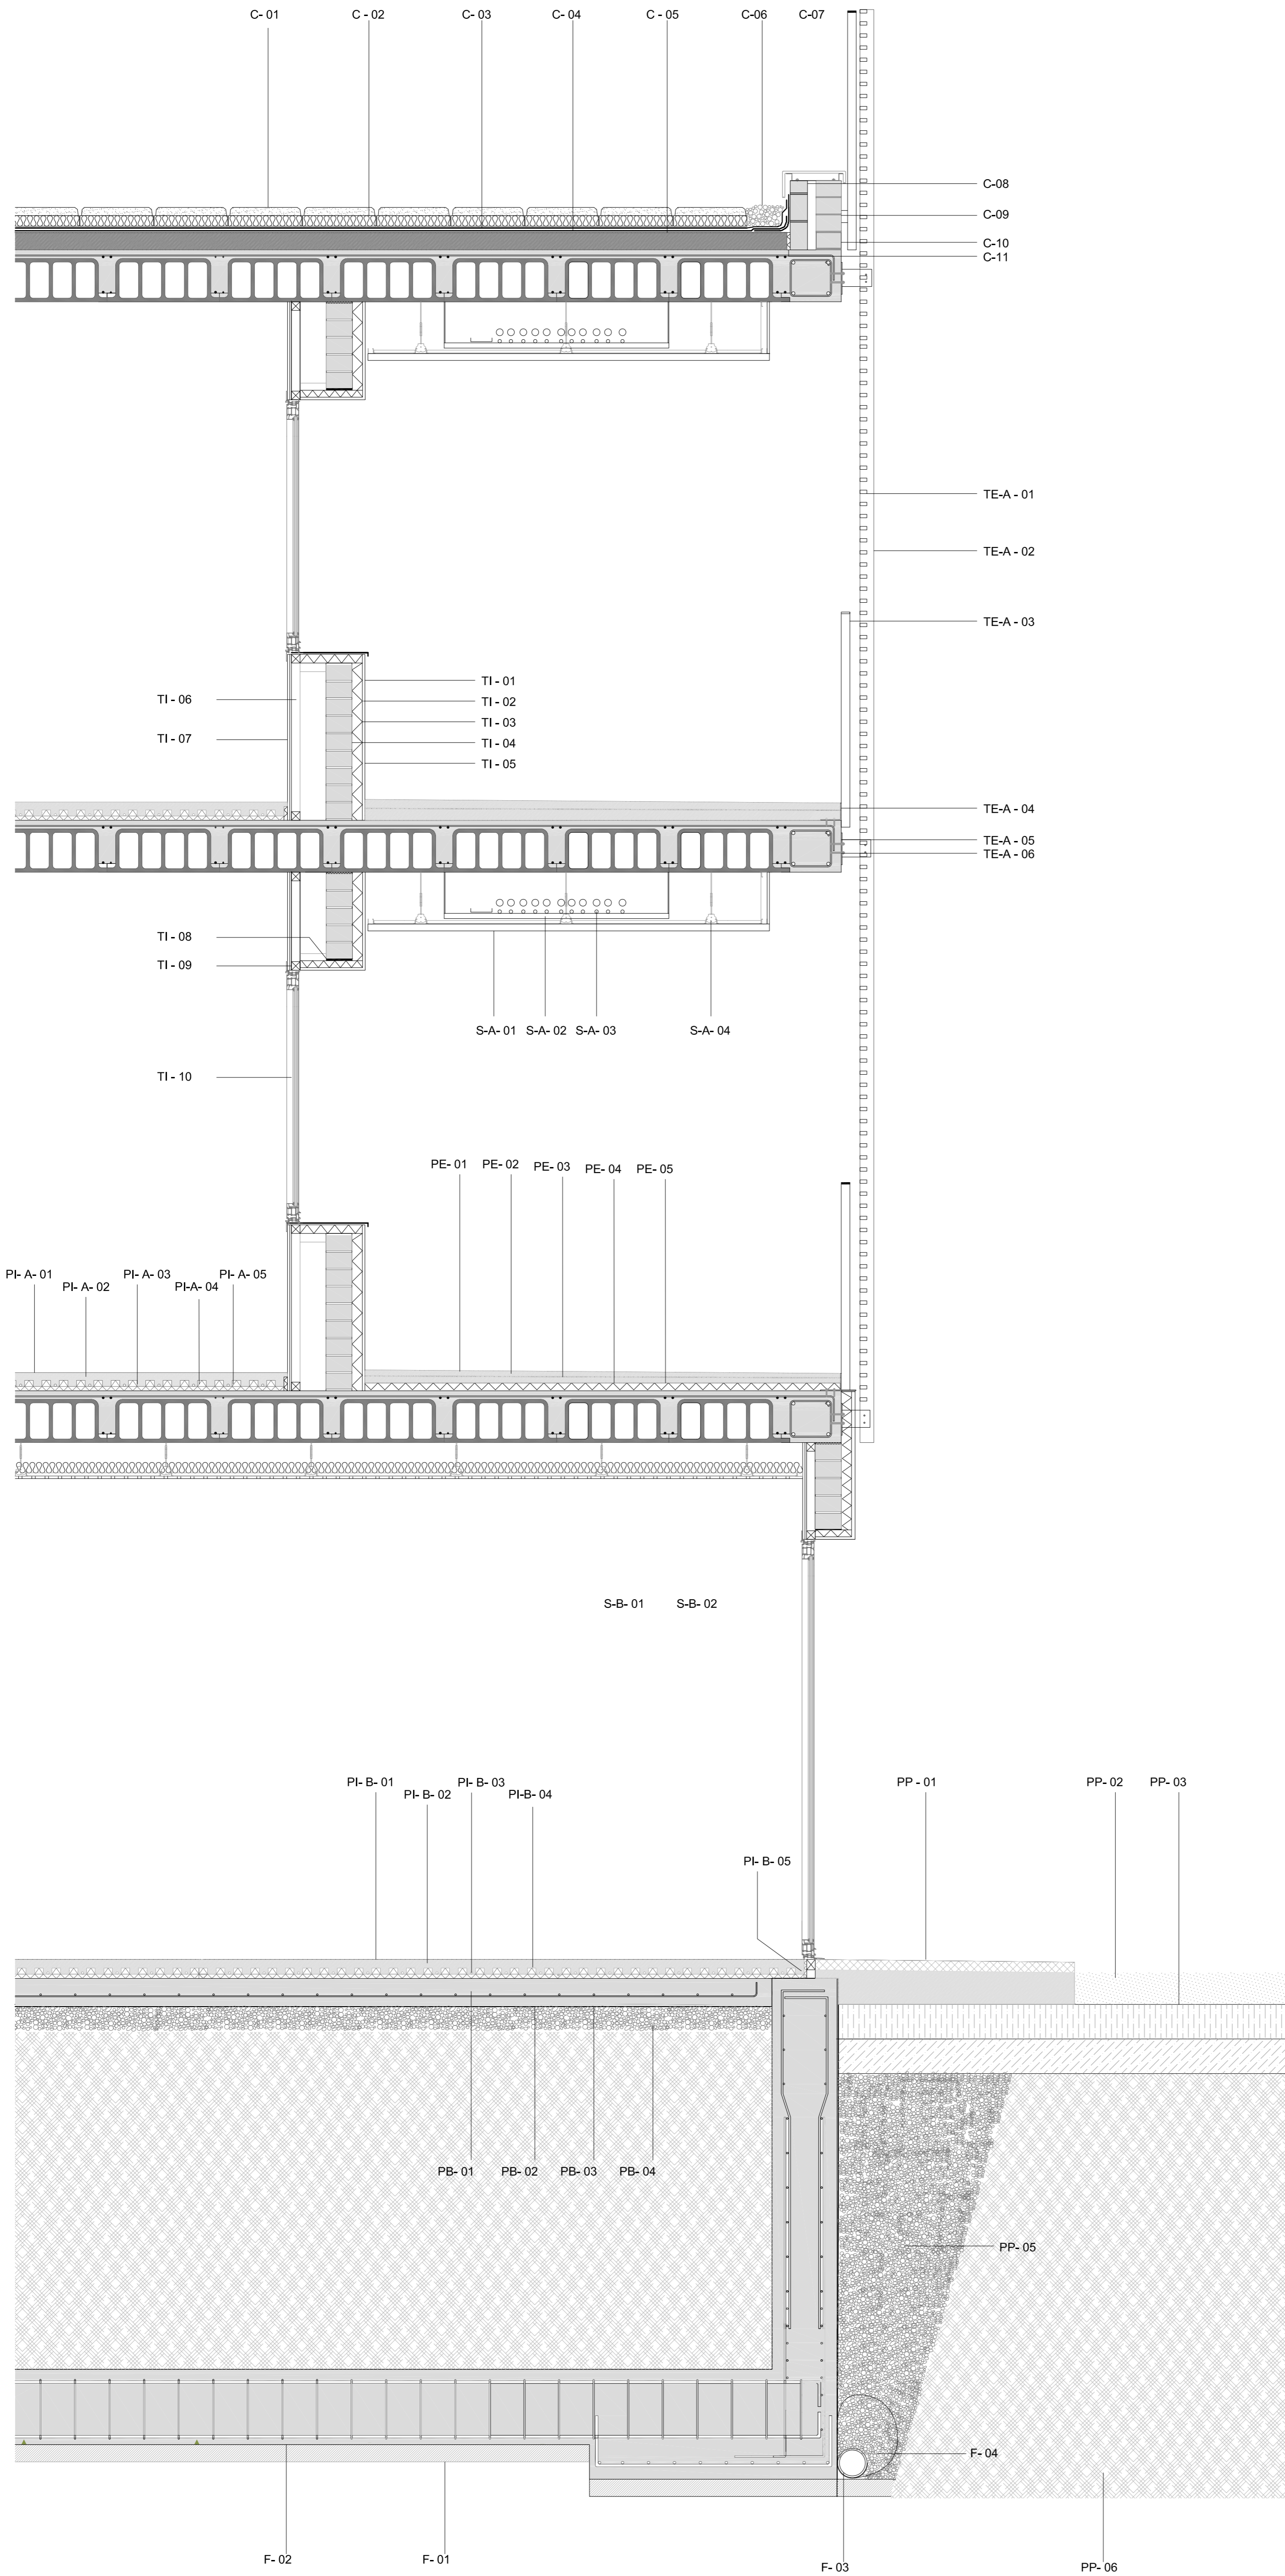 C- 01
C - 02
C- 03
C- 04
C - 05
C-06
C-07
C-08
C-09
C-10
C-11
TE-A - 01
TE-A - 02
TE-A - 03
TI - 01
TI - 02
TI - 03
TI - 04
TI - 05
TI - 06
TI - 07
TE-A - 04
TE-A - 05
TE-A - 06
TI - 08
TI - 09
S-A- 01
S-A- 02
S-A- 03
S-A- 04
TI - 10
PE- 01
PE- 02
PE- 03
PE- 04
PE- 05
PI- A- 01
PI- A- 02
PI- A- 03
PI-A- 04
PI- A- 05
S-B- 01
S-B- 02
PI- B- 01
PI- B- 02
PI- B- 03
PI-B- 04
PP - 01
PP- 02
PP- 03
PI- B- 05
PB- 01
PB- 02
PB- 03
PB- 04
PP- 05
F- 04
F- 02
F- 01
F- 03
PP- 06